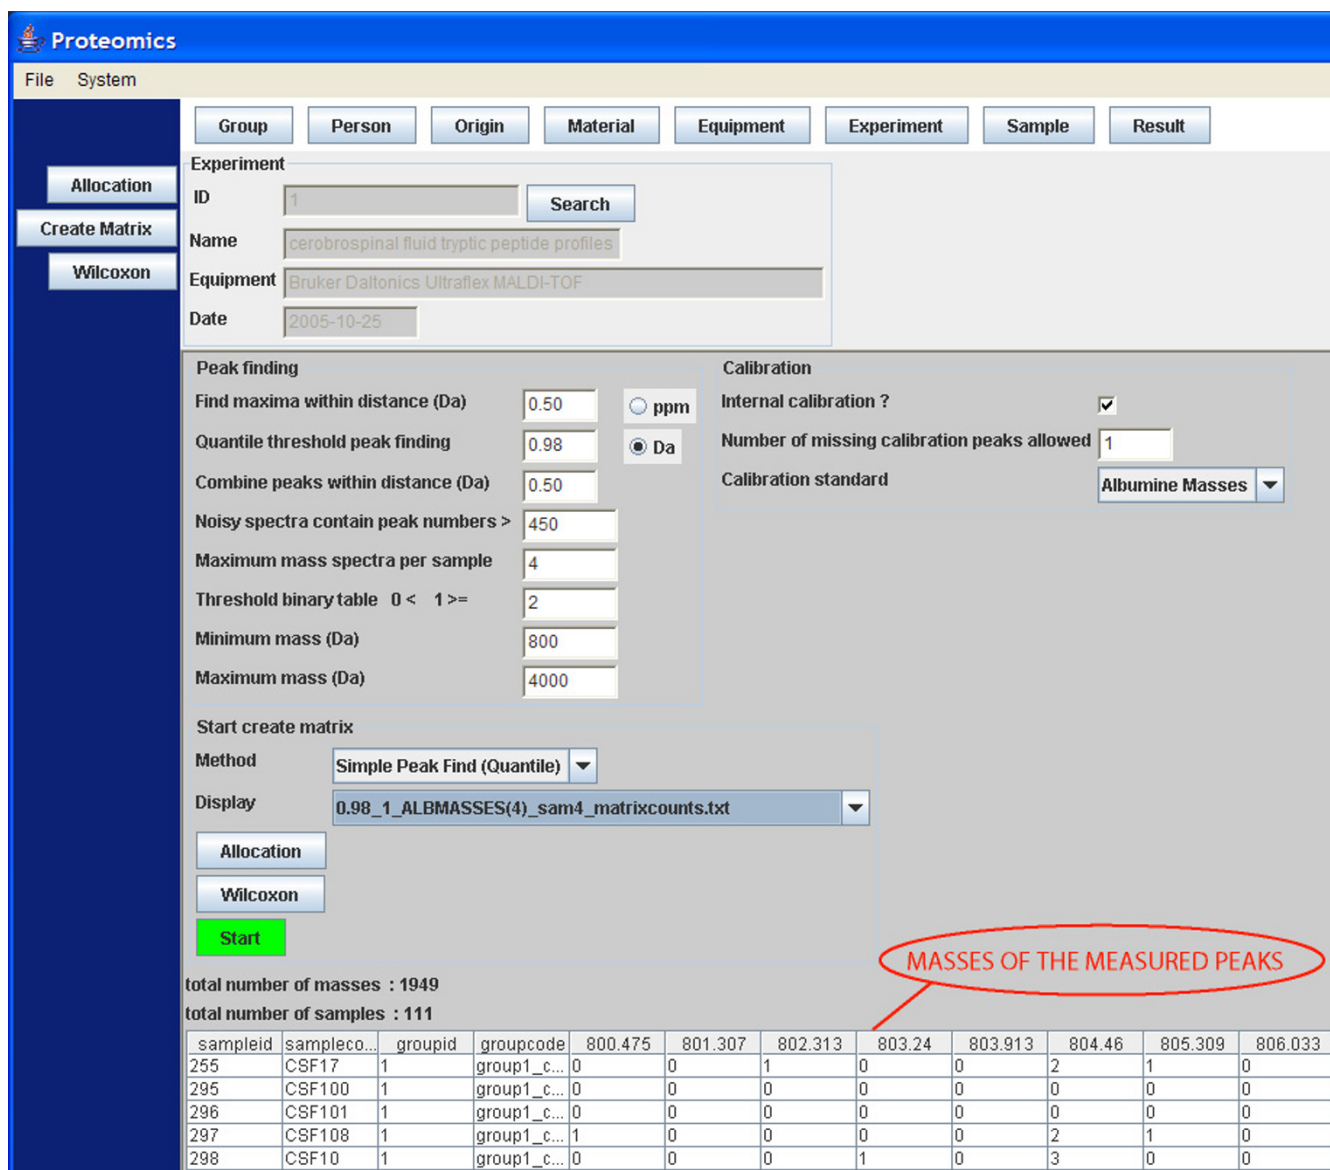 Proteomics
File System
Group Person Origin Material Equipment Experiment Sample Result
Allocation
Create Matrix
Wilcoxon
Experiment
ID 1 Search
Name cerobrospinal fluid tryptic peptide profiles
Equipment Bruker Daltonics Ultraflex MALDI-TOF
Date 2005-10-25
Peak finding
Find maxima within distance (Da) 0.50 ppm
Quantile threshold peak finding 0.98 Da
Combine peaks within distance (Da) 0.50
Noisy spectra contain peak numbers > 450
Maximum mass spectra per sample 4
Threshold binary table 0 < 1 >= 2
Minimum mass (Da) 800
Maximum mass (Da) 4000
Calibration
Internal calibration ?
Number of missing calibration peaks allowed 1
Calibration standard Albumine Masses
Start create matrix
Method Simple Peak Find (Quantile)
Display 0.98_1_ALBMASSES(4)_sam4_matrixcounts.txt
Allocation
Wilcoxon
Start
MASSES OF THE MEASURED PEAKS
total number of masses : 1949
total number of samples : 111
sampleid sampleco... groupid groupcode 800.475 801.307 802.313 803.24 803.913 804.46 805.309 806.033
255 CSF17 1 group1_c... 0 0 1 0 0 2 1 0
295 CSF100 1 group1_c... 0 0 0 0 0 0 0 0
296 CSF101 1 group1_c... 0 0 0 0 0 0 0 0
297 CSF108 1 group1_c... 1 0 0 0 0 2 1 0
298 CSF10 1 group1_c... 0 0 0 1 0 3 0 0